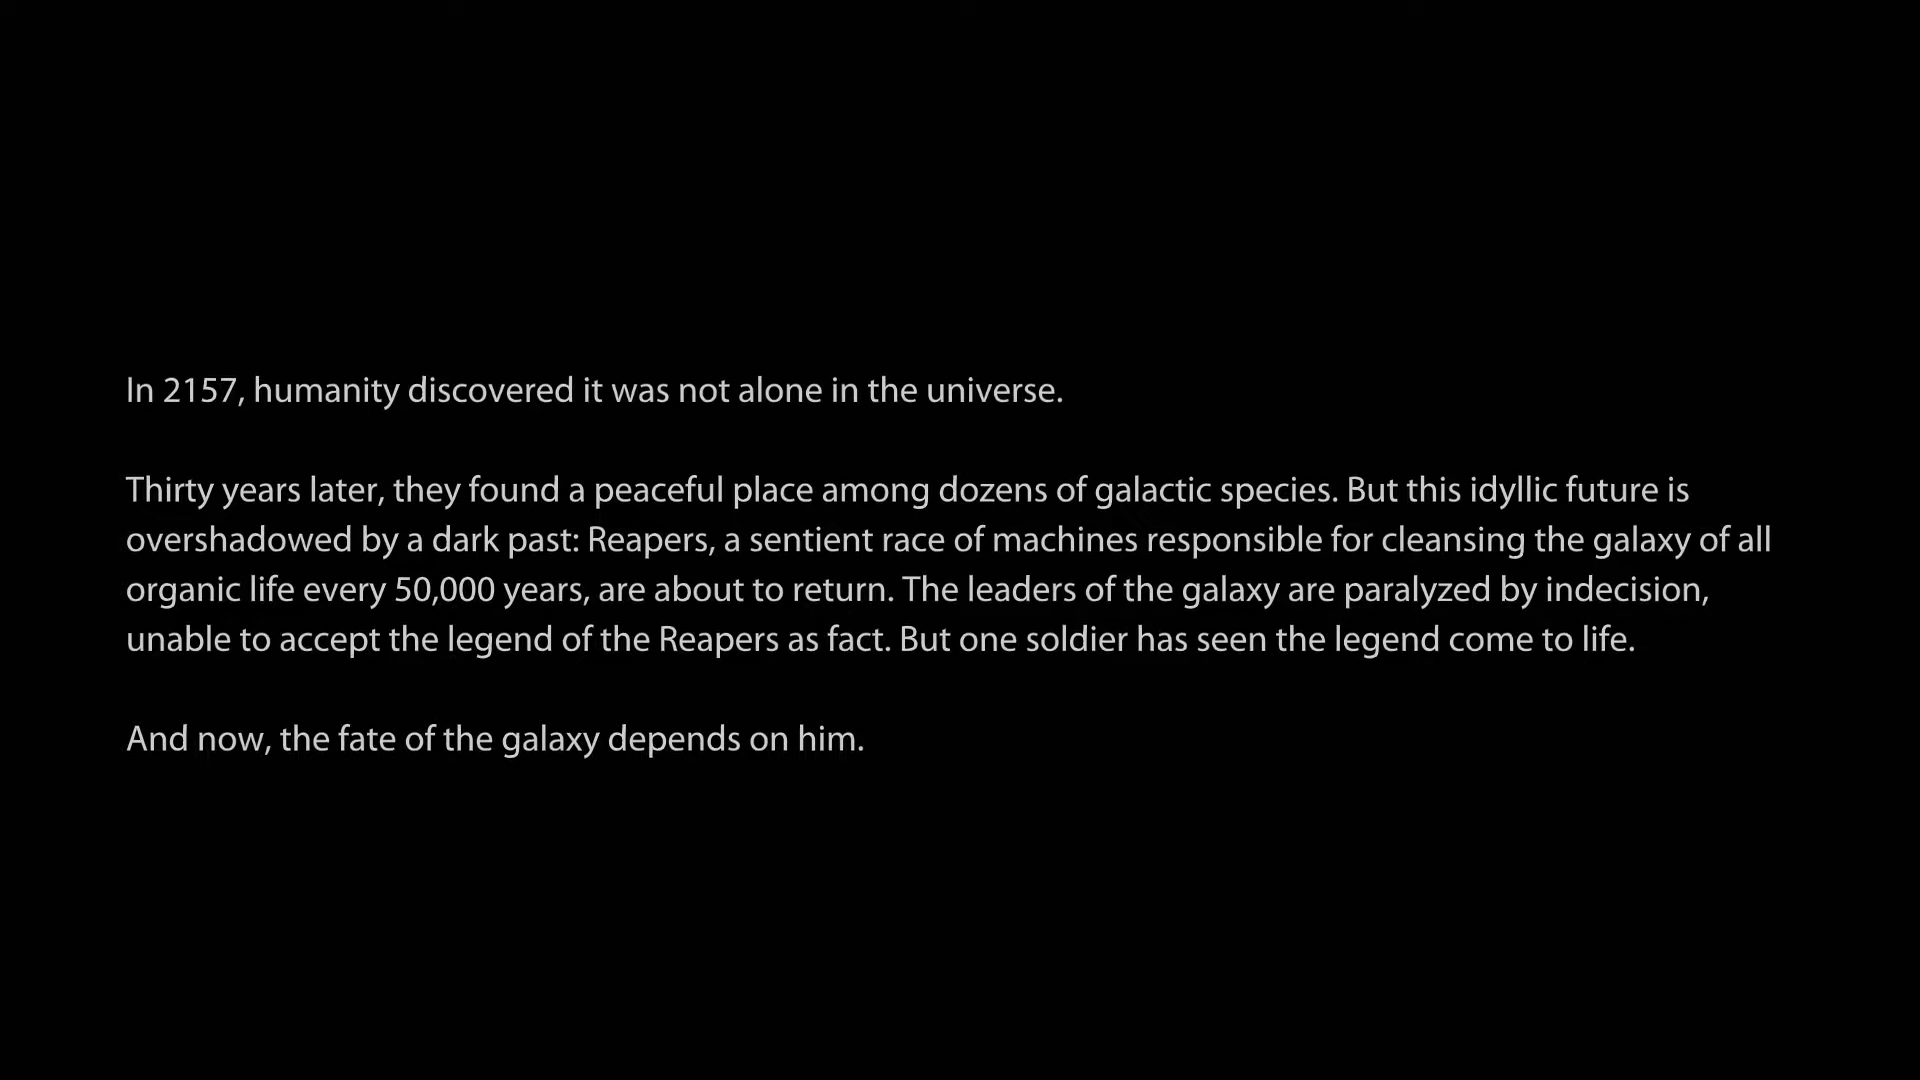 In 2157, humanity discovered it was not alone in the universe.
Thirty years later, they found a peaceful place among dozens of galactic species. But this idyllic future is
overshadowed by a dark past: Reapers, a sentient race of machines responsible for cleansing the galaxy of all
organic life every 50,000 years, are about to return. The leaders of the galaxy are paralyzed by indecision,
unable to accept the legend of the Reapers as fact. But one soldier has seen the legend come to life.
And now, the fate of the galaxy depends on him.